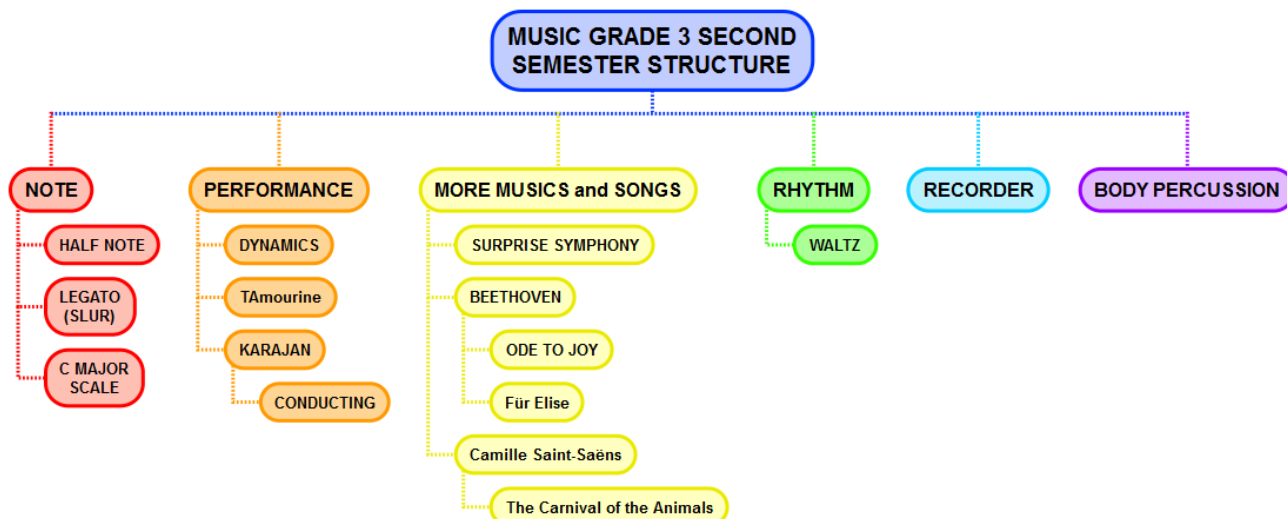 MUSIC GRADE 3 SECOND
SEMESTER STRUCTURE
NOTE
HALF NOTE
LEGATO
(SLUR)
C MAJOR
SCALE
PERFORMANCE
DYNAMICS
TAmourine
KARAJAN
CONDUCTING
MORE MUSICS and SONGS
SURPRISE SYMPHONY
BEETHOVEN
ODE TO JOY
Für Elise
Camille Saint-Saëns
The Carnival of the Animals
RHYTHM
WALTZ
RECORDER
BODY PERCUSSION